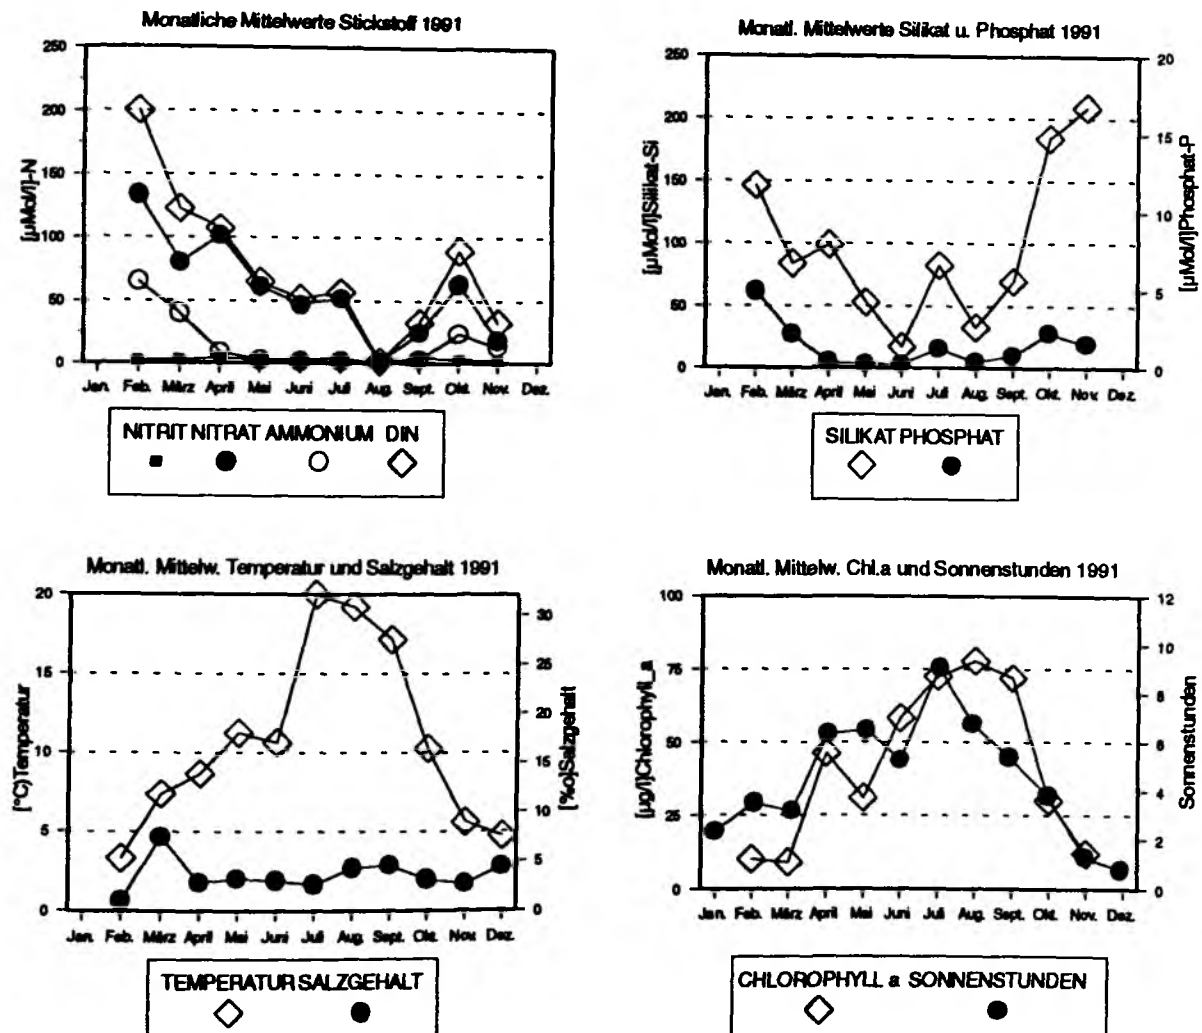 Monatliche Mittelwerte Stickstoff 1991
250
200
150
100
50
0
[µMol/l]-N
Jan. Feb. März April Mai Juni Juli Aug. Sept. Okt. Nov. Dez.
NITRIT NITRAT AMMONIUM DIN
Monatl. Mittelwerte Silikat u. Phosphat 1991
250
200
150
100
50
0
[µMol/l]Silikat-Si
20
15
10
5
0
[µMol/l]Phosphat-P
Jan. Feb. März April Mai Juni Juli Aug. Sept. Okt. Nov. Dez.
SILIKAT PHOSPHAT
Monatl. Mittelw. Temperatur und Salzgehalt 1991
20
15
10
5
0
[°C)Temperatur
30
25
20
15
10
5
0
[%o]Salzgehalt
Jan. Feb. März April Mai Juni Juli Aug. Sept. Okt. Nov. Dez.
TEMPERATUR SALZGEHALT
Monatl. Mittelw. Chl.a und Sonnenstunden 1991
100
75
50
25
0
[µg/l]Chlorophyll_a
12
10
8
6
4
2
0
Sonnenstunden
Jan. Feb. März April Mai Juni Juli Aug. Sept. Okt. Nov. Dez.
CHLOROPHYLL a SONNENSTUNDEN